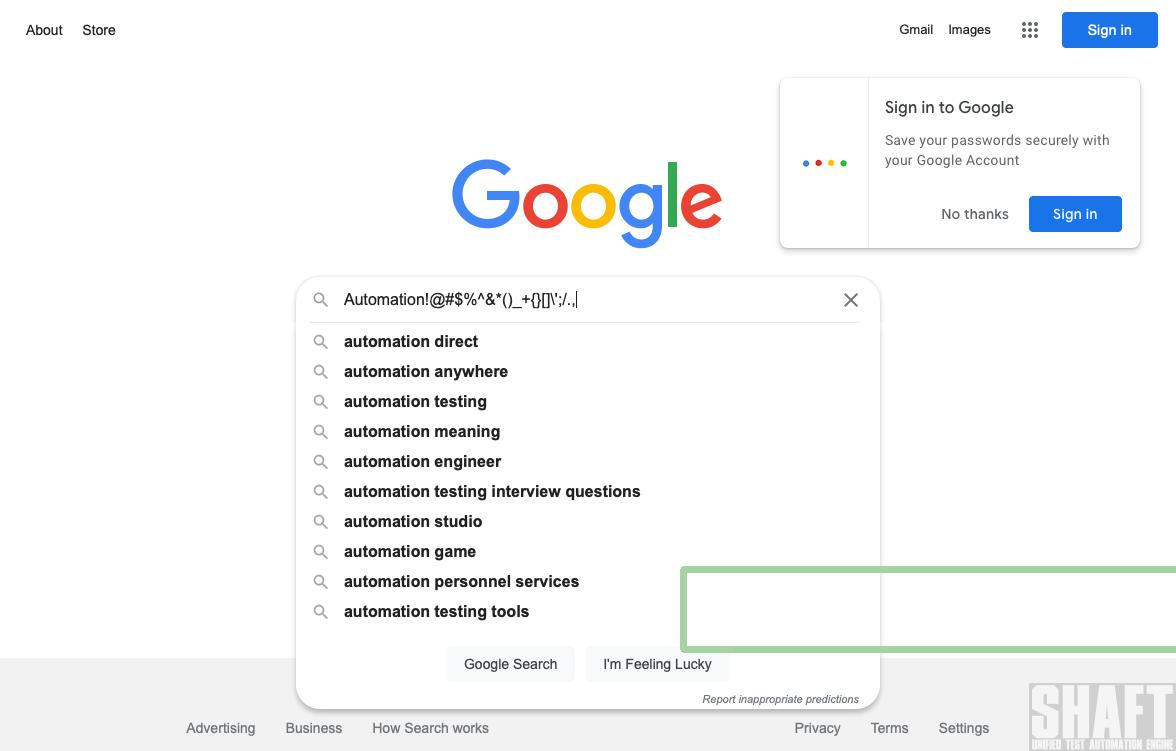 About Store Gmail Images Sign in
Sign in to Google
Save your passwords securely with
your Google Account
No thanks Sign in
Google
Automation!@#$%^&*()_+{}[]\';/.,
automation direct
automation anywhere
automation testing
automation meaning
automation engineer
automation testing interview questions
automation studio
automation game
automation personnel services
automation testing tools
Google Search I'm Feeling Lucky
Report inappropriate predictions
Advertising Business How Search works Privacy Terms Settings
SHAFT
UNIFIED TEST AUTOMATION ENGINE